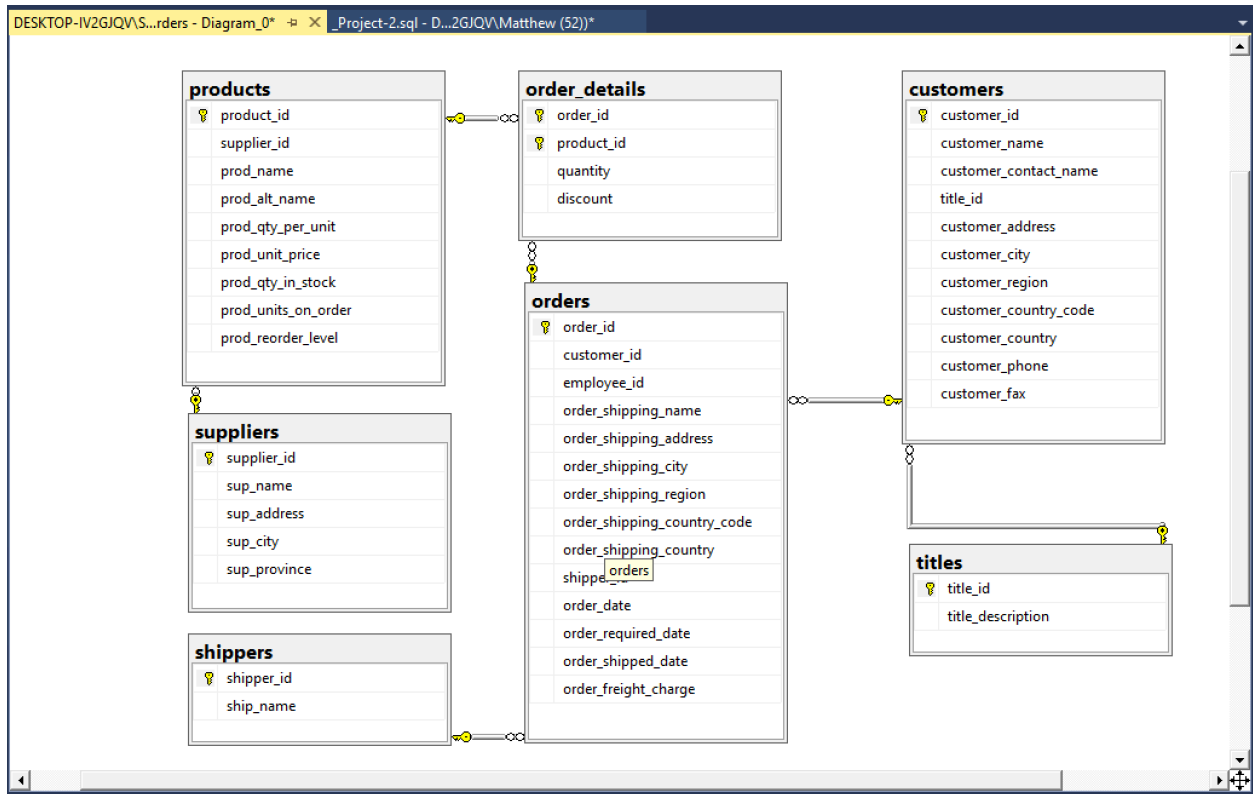 DESKTOP-IV2GJQV\S...rders - Diagram_0*
_Project-2.sql - D...2GJQV\Matthew (52))*
products
product_id
supplier_id
prod_name
prod_alt_name
prod_qty_per_unit
prod_unit_price
prod_qty_in_stock
prod_units_on_order
prod_reorder_level
order_details
order_id
product_id
quantity
discount
customers
customer_id
customer_name
customer_contact_name
title_id
customer_address
customer_city
customer_region
customer_country_code
customer_country
customer_phone
customer_fax
orders
order_id
customer_id
employee_id
order_shipping_name
order_shipping_address
order_shipping_city
order_shipping_region
order_shipping_country_code
order_shipping_country
orders
order_date
order_required_date
order_shipped_date
order_freight_charge
suppliers
supplier_id
sup_name
sup_address
sup_city
sup_province
shippers
shipper_id
ship_name
titles
title_id
title_description